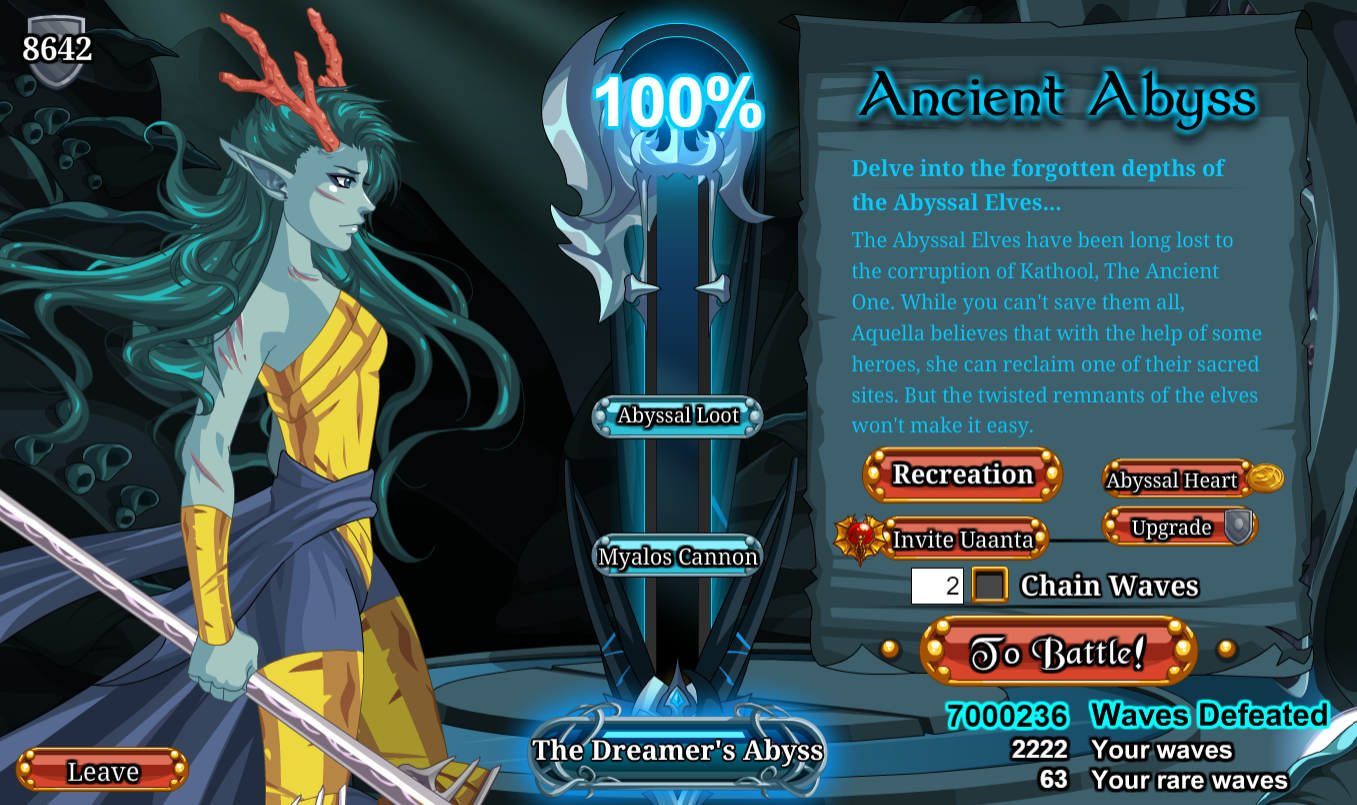 8642
100%
Ancient Abyss
Delve into the forgotten depths of
the Abyssal Elves...
The Abyssal Elves have been long lost to
the corruption of Kathool, The Ancient
One. While you can't save them all,
Aquella believes that with the help of some
heroes, she can reclaim one of their sacred
sites. But the twisted remnants of the elves
won't make it easy.
Abyssal Loot
Recreation
Abyssal Heart
Invite Uaanta
Upgrade
Myalos Cannon
2 Chain Waves
To Battle!
7000236 Waves Defeated
2222 Your waves
63 Your rare waves
The Dreamer's Abyss
Leave